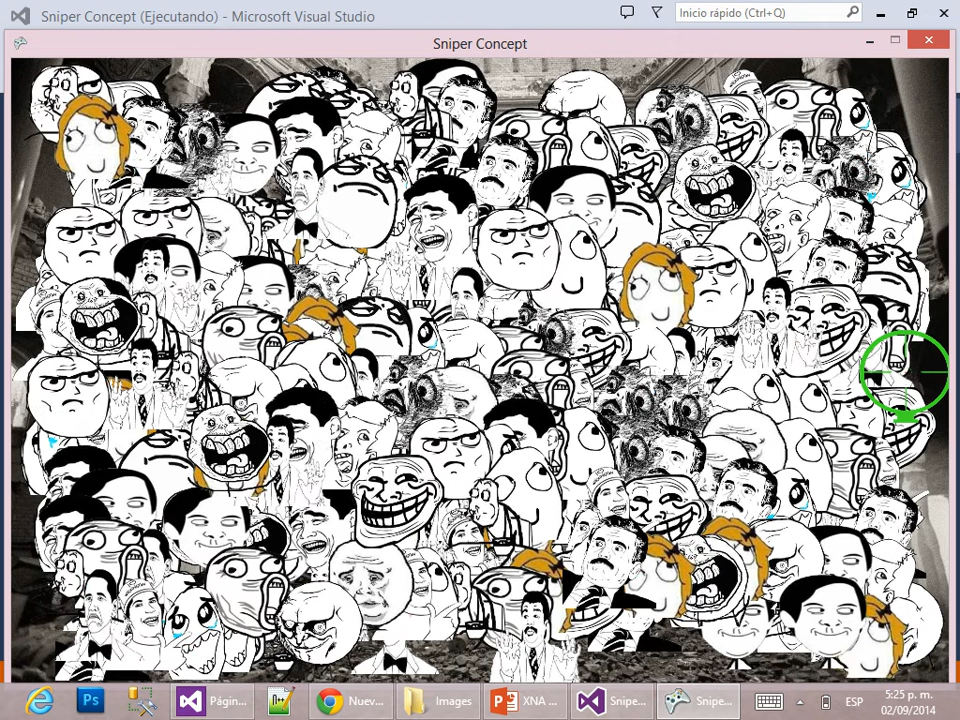 Sniper Concept (Ejecutando) - Microsoft Visual Studio
Inicio rápido (Ctrl+Q)
Sniper Concept
Ps
Págin...
Nuev...
Images
XNA ...
Snipe...
Snipe...
ESP
5:25 p. m.
02/09/2014